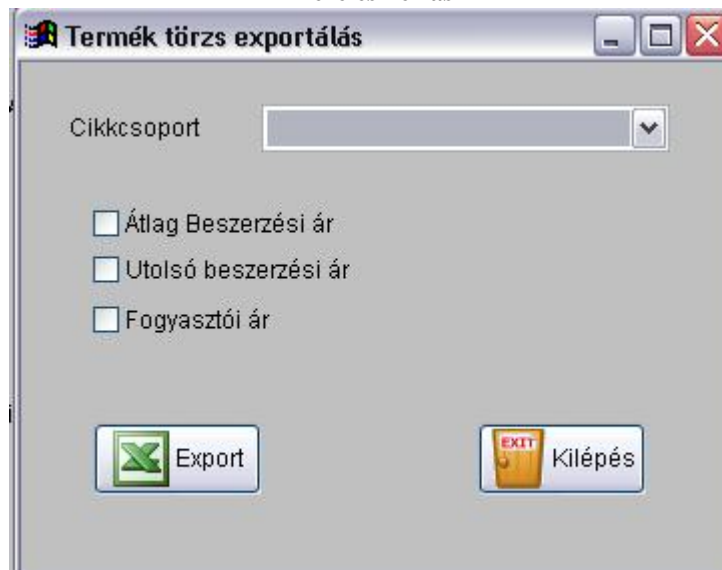 Termék törzs exportálás
Cikkcsoport
Átlag Beszerzési ár
Utolsó beszerzési ár
Fogyasztói ár
Export
EXIT
Kilépés